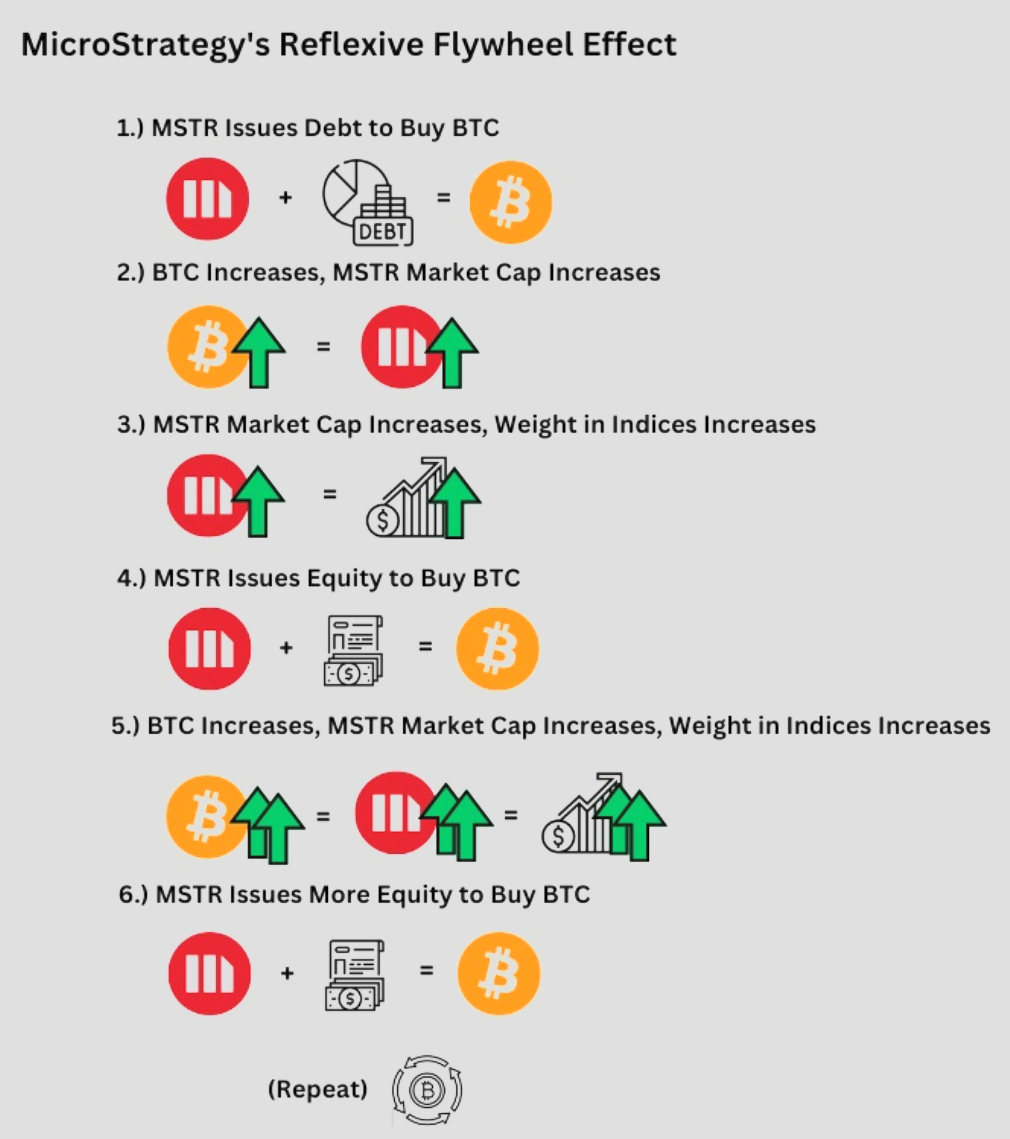 MicroStrategy's Reflexive Flywheel Effect
1.) MSTR Issues Debt to Buy BTC
+ DEBT =
2.) BTC Increases, MSTR Market Cap Increases
=
3.) MSTR Market Cap Increases, Weight in Indices Increases
$ =
4.) MSTR Issues Equity to Buy BTC
+ $ =
5.) BTC Increases, MSTR Market Cap Increases, Weight in Indices Increases
= = $
6.) MSTR Issues More Equity to Buy BTC
+ $ =
(Repeat)